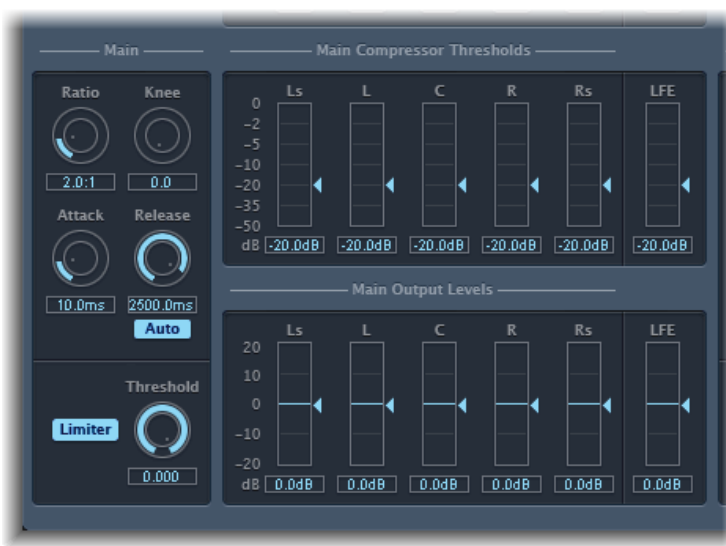 Main
Ratio Knee
2.0:1 0.0
Attack Release
10.0ms 2500.0ms
Auto
Threshold
Limiter
0.000
Main Compressor Thresholds
Ls L C R Rs LFE
0
-2
-5
-10
-20
-35
-50
dB -20.0dB -20.0dB -20.0dB -20.0dB -20.0dB -20.0dB
Main Output Levels
Ls L C R Rs LFE
20
10
0
-10
-20
dB 0.0dB 0.0dB 0.0dB 0.0dB 0.0dB 0.0dB